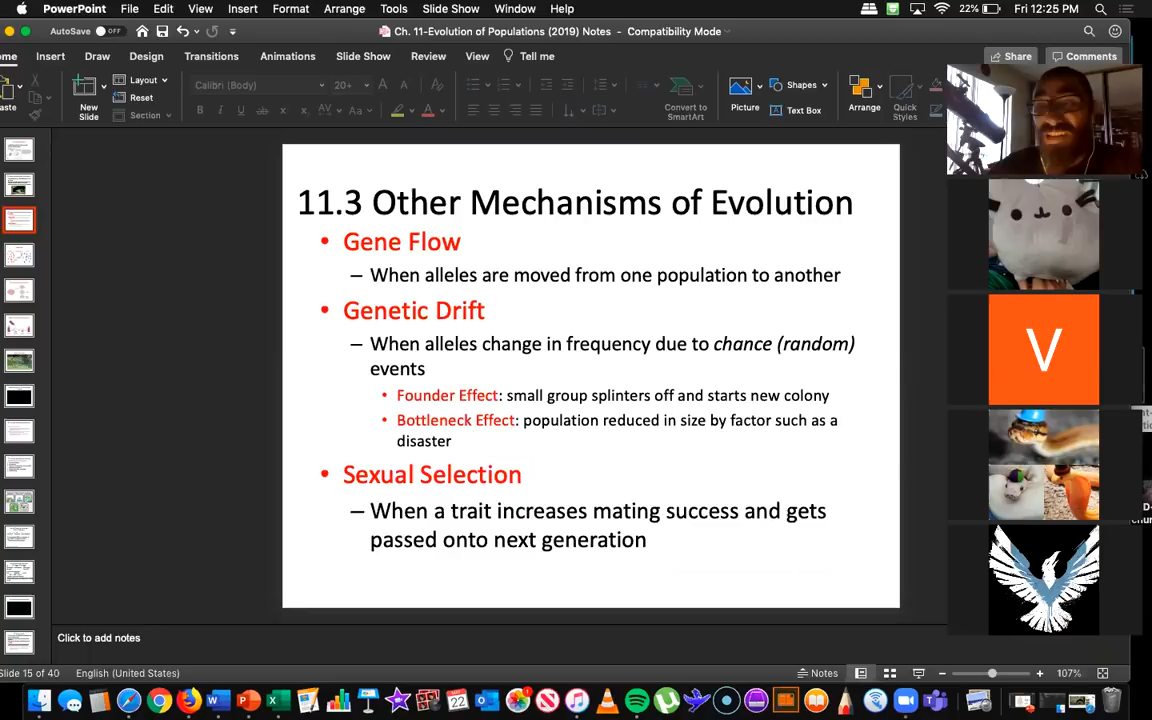 PowerPoint File Edit View Insert Format Arrange Tools Slide Show Window Help 22% Fri 12:25 PM
AutoSave OFF Ch. 11-Evolution of Populations (2019) Notes - Compatibility Mode
Insert Draw Design Transitions Animations Slide Show Review View Tell me Share Comments
Layout
Reset
Section
New
Slide
Calibri (Body) 20+
Convert to
SmartArt
Picture
Shapes
Text Box
Arrange
Quick
Styles
11.3 Other Mechanisms of Evolution
• Gene Flow
– When alleles are moved from one population to another
• Genetic Drift
– When alleles change in frequency due to chance (random)
events
• Founder Effect: small group splinters off and starts new colony
• Bottleneck Effect: population reduced in size by factor such as a
disaster
• Sexual Selection
– When a trait increases mating success and gets
passed onto next generation
V
Click to add notes
Slide 15 of 40 English (United States) Notes 107%